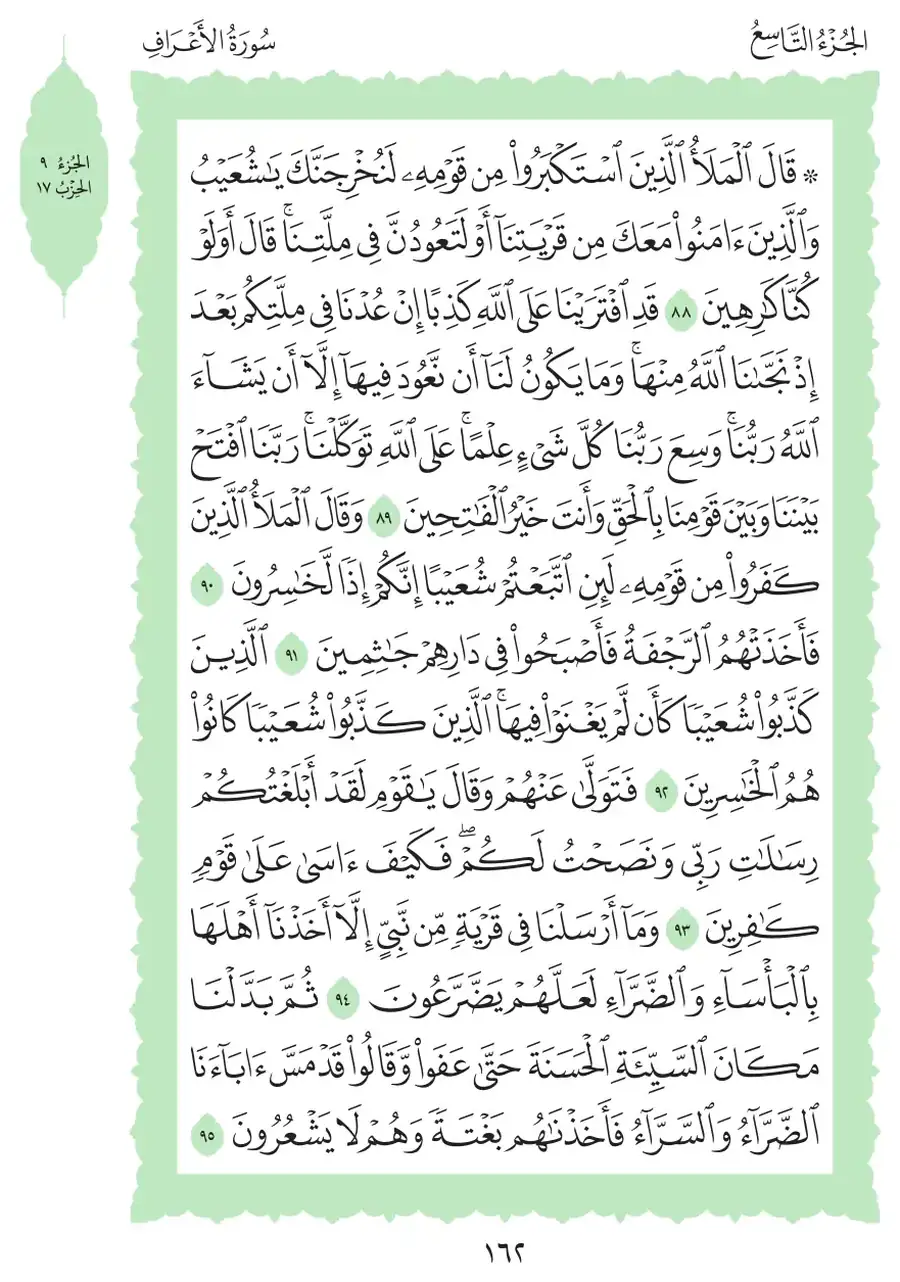 الجُزْءُ التَّاسِعُ
سُورَةُ الأَعْرَافِ
الجُزءُ ٩
الحِزْبُ ١٧
* قَالَ ٱلْمَلَأُ ٱلَّذِينَ ٱسْتَكْبَرُوا۟ مِن قَوْمِهِۦ لَنُخْرِجَنَّكَ يَـٰشُعَيْبُ
وَٱلَّذِينَ ءَامَنُوا۟ مَعَكَ مِن قَرْيَتِنَآ أَوْ لَتَعُودُنَّ فِى مِلَّتِنَا ۚ قَالَ أَوَلَوْ
كُنَّا كَـٰرِهِينَ ٨٨ قَدِ ٱفْتَرَيْنَا عَلَى ٱللَّهِ كَذِبًا إِنْ عُدْنَا فِى مِلَّتِكُم بَعْدَ
إِذْ نَجَّىٰنَا ٱللَّهُ مِنْهَا ۚ وَمَا يَكُونُ لَنَآ أَن نَّعُودَ فِيهَآ إِلَّآ أَن يَشَآءَ
ٱللَّهُ رَبُّنَا ۚ وَسِعَ رَبُّنَا كُلَّ شَىْءٍ عِلْمًا ۚ عَلَى ٱللَّهِ تَوَكَّلْنَا ۚ رَبَّنَا ٱفْتَحْ
بَيْنَنَا وَبَيْنَ قَوْمِنَا بِٱلْحَقِّ وَأَنتَ خَيْرُ ٱلْفَـٰتِحِينَ ٨٩ وَقَالَ ٱلْمَلَأُ ٱلَّذِينَ
كَفَرُوا۟ مِن قَوْمِهِۦ لَئِنِ ٱتَّبَعْتُمْ شُعَيْبًا إِنَّكُمْ إِذًا لَّخَـٰسِرُونَ ٩٠
فَأَخَذَتْهُمُ ٱلرَّجْفَةُ فَأَصْبَحُوا۟ فِى دَارِهِمْ جَـٰثِمِينَ ٩١ ٱلَّذِينَ
كَذَّبُوا۟ شُعَيْبًا كَأَن لَّمْ يَغْنَوْا۟ فِيهَا ۚ ٱلَّذِينَ كَذَّبُوا۟ شُعَيْبًا كَانُوا۟
هُمُ ٱلْخَـٰسِرِينَ ٩٢ فَتَوَلَّىٰ عَنْهُمْ وَقَالَ يَـٰقَوْمِ لَقَدْ أَبْلَغْتُكُمْ
رِسَـٰلَـٰتِ رَبِّى وَنَصَحْتُ لَكُمْ ۖ فَكَيْفَ ءَاسَىٰ عَلَىٰ قَوْمٍ
كَـٰفِرِينَ ٩٣ وَمَآ أَرْسَلْنَا فِى قَرْيَةٍ مِّن نَّبِىٍّ إِلَّآ أَخَذْنَآ أَهْلَهَا
بِٱلْبَأْسَآءِ وَٱلضَّرَّآءِ لَعَلَّهُمْ يَضَّرَّعُونَ ٩٤ ثُمَّ بَدَّلْنَا
مَكَانَ ٱلسَّيِّئَةِ ٱلْحَسَنَةَ حَتَّىٰ عَفَوا۟ وَّقَالُوا۟ قَدْ مَسَّ ءَابَآءَنَا
ٱلضَّرَّآءُ وَٱلسَّرَّآءُ فَأَخَذْنَـٰهُم بَغْتَةً وَهُمْ لَا يَشْعُرُونَ ٩٥
١٦٢